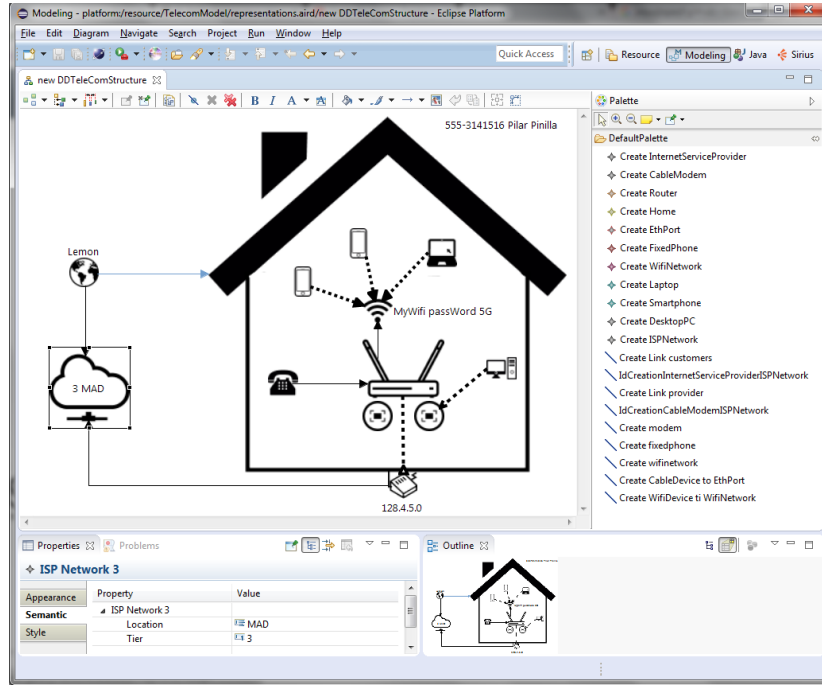 Modeling - platform:/resource/TelecomModel/representations.aird/new DDTeleComStructure - Eclipse Platform
File Edit Diagram Navigate Search Project Run Window Help
Quick Access
Resource Modeling Java Sirius
new DDTeleComStructure
B I A
Palette
DefaultPalette
Create InternetServiceProvider
Create CableModem
Create Router
Create Home
Create EthPort
Create FixedPhone
Create WifiNetwork
Create Laptop
Create Smartphone
Create DesktopPC
Create ISPNetwork
Create Link customers
IdCreationInternetServiceProviderISPNetwork
Create Link provider
IdCreationCableModemISPNetwork
Create modem
Create fixedphone
Create wifinetwork
Create CableDevice to EthPort
Create WifiDevice ti WifiNetwork
555-3141516 Pilar Pinilla
Lemon
MyWifi passWord 5G
3 MAD
128.4.5.0
Properties Problems
ISP Network 3
Appearance
Semantic
Style
Property Value
ISP Network 3
Location MAD
Tier 3
Outline